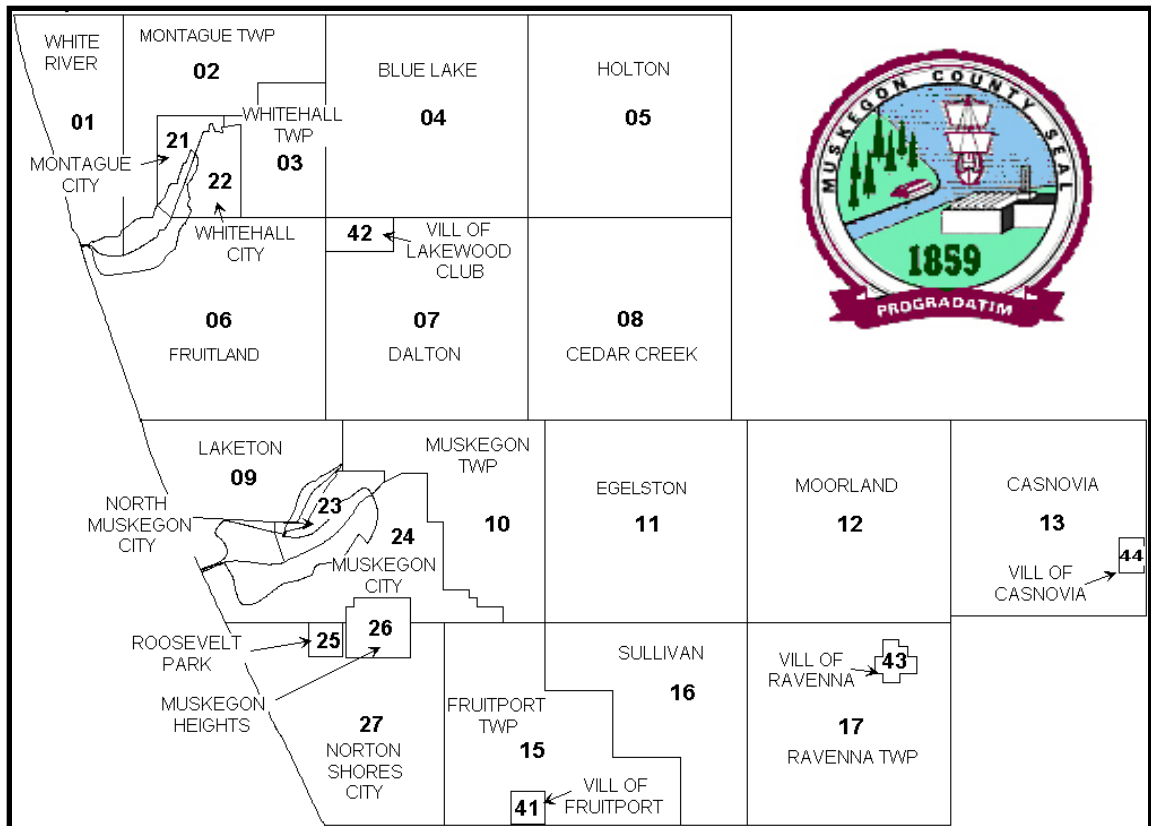 WHITE
RIVER
01
MONTAGUE TWP
02
BLUE LAKE
04
HOLTON
05
WHITEHALL
TWP
03
21
MONTAGUE
CITY
22
WHITEHALL
CITY
42
VILL OF
LAKEWOOD
CLUB
06
FRUITLAND
07
DALTON
08
CEDAR CREEK
MUSKEGON COUNTY SEAL
1859
PROGRADATIM
LAKETON
09
NORTH
MUSKEGON
CITY
23
24
MUSKEGON
CITY
MUSKEGON
TWP
10
EGELSTON
11
MOORLAND
12
CASNOVIA
13
44
VILL OF
CASNOVIA
ROOSEVELT
PARK
25
26
MUSKEGON
HEIGHTS
27
NORTON
SHORES
CITY
FRUITPORT
TWP
15
41
VILL OF
FRUITPORT
SULLIVAN
16
VILL OF
RAVENNA
43
17
RAVENNA TWP